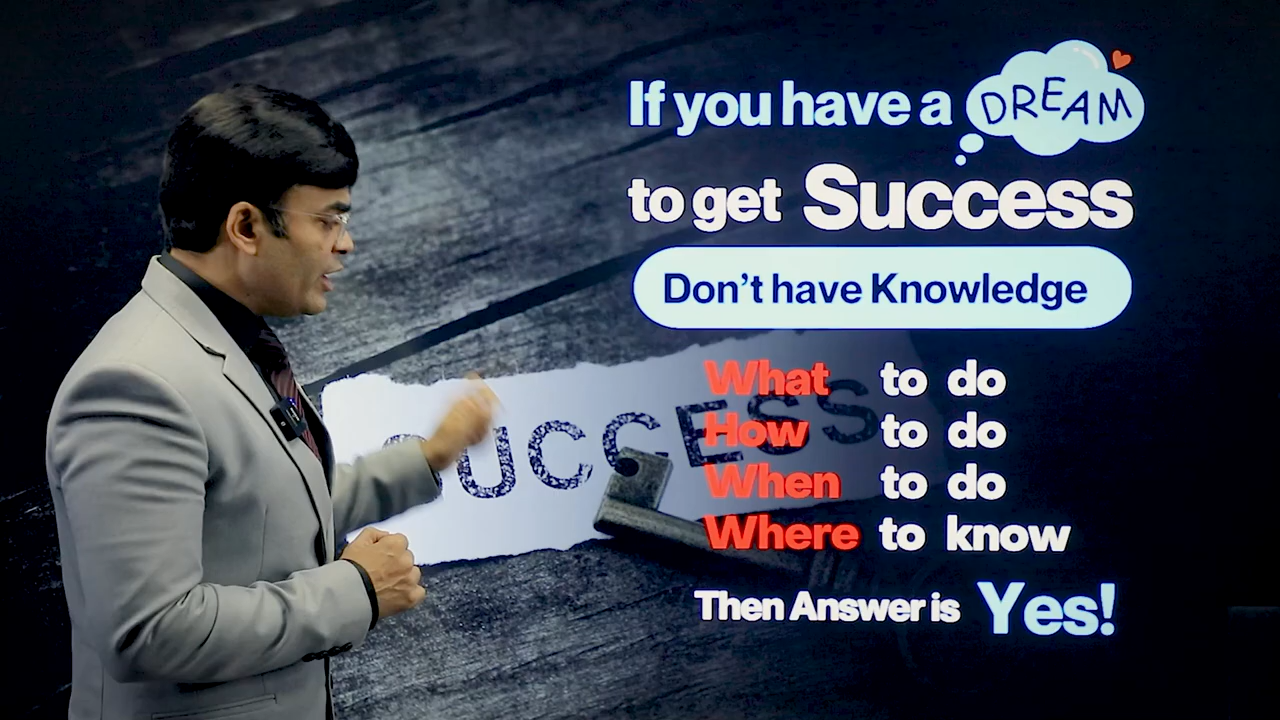 If you have a DREAM
to get Success
Don't have Knowledge
What to do
How to do
When to do
Where to know
Then Answer is Yes!
SUCCESS